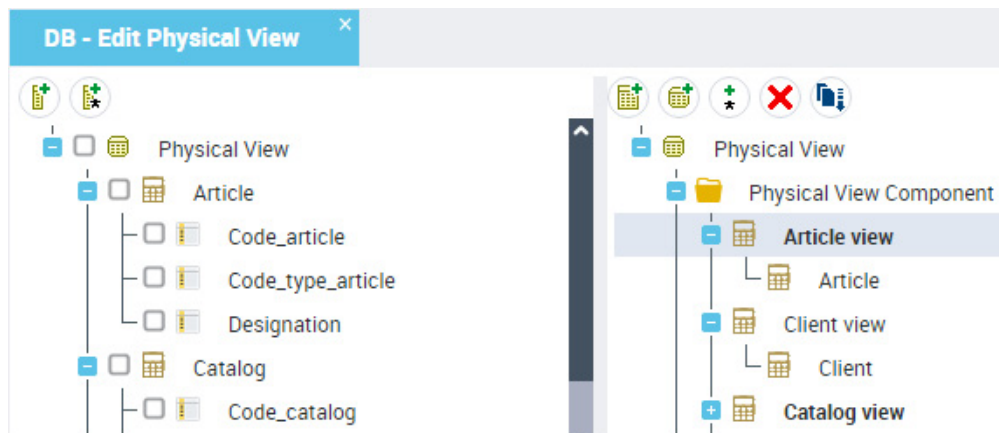 DB - Edit Physical View
Physical View
Article
Code_article
Code_type_article
Designation
Catalog
Code_catalog
Physical View
Physical View Component
Article view
Article
Client view
Client
Catalog view